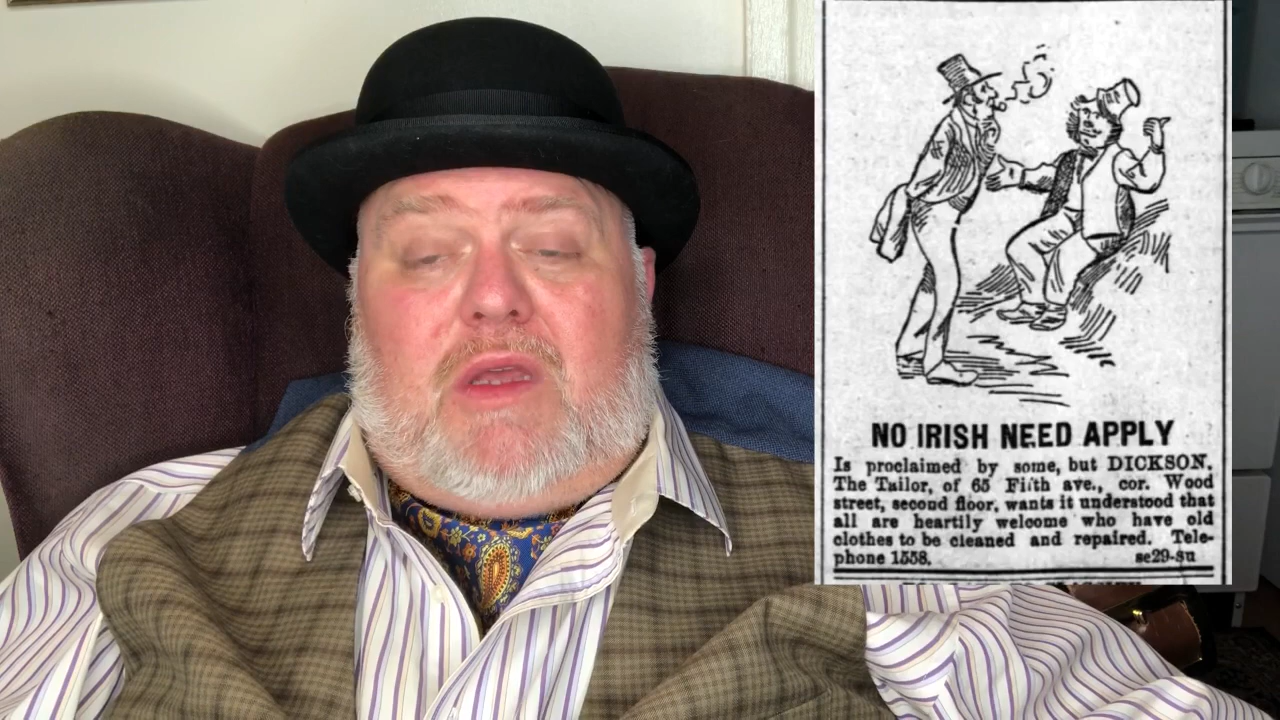 NO IRISH NEED APPLY
Is proclaimed by some, but DICKSON.
The Tailor, of 65 Fifth ave., cor. Wood
street, second floor, wants it understood that
all are heartily welcome who have old
clothes to be cleaned and repaired. Tele-
phone 1558. se29-su